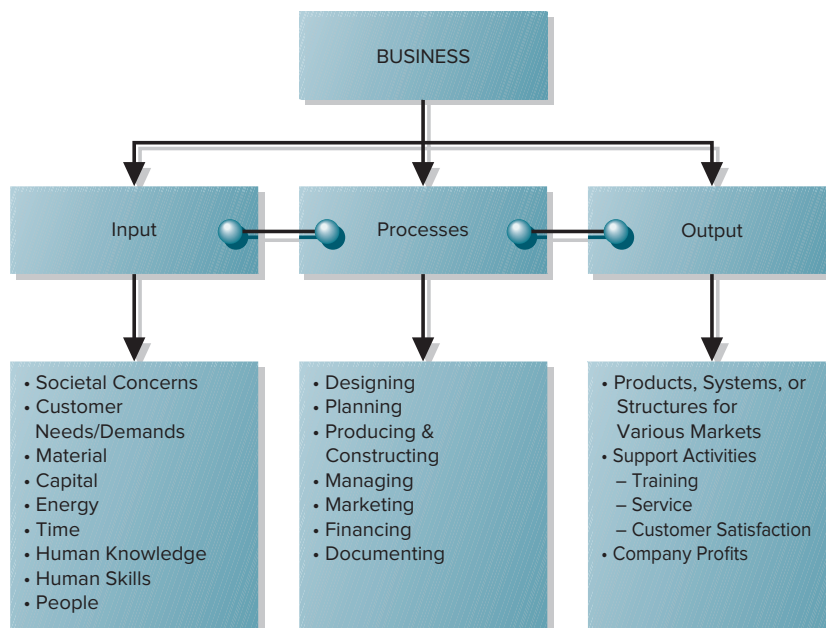 BUSINESS
Input
Processes
Output
• Societal Concerns
• Customer
Needs/Demands
• Material
• Capital
• Energy
• Time
• Human Knowledge
• Human Skills
• People
• Designing
• Planning
• Producing &
Constructing
• Managing
• Marketing
• Financing
• Documenting
• Products, Systems, or
Structures for
Various Markets
• Support Activities
– Training
– Service
– Customer Satisfaction
• Company Profits